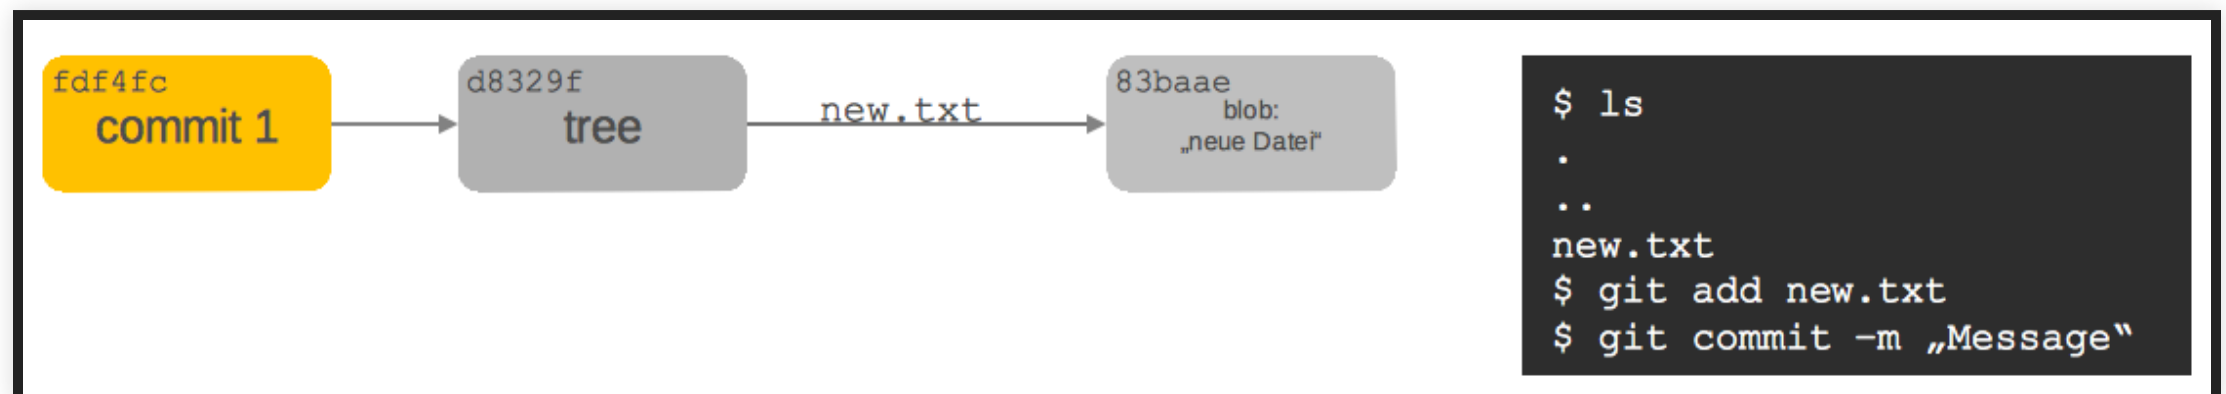 fdf4fc
commit 1
d8329f
tree
new.txt
83baae
blob:
„neue Datei“
$ ls
.
..
new.txt
$ git add new.txt
$ git commit –m „Message“